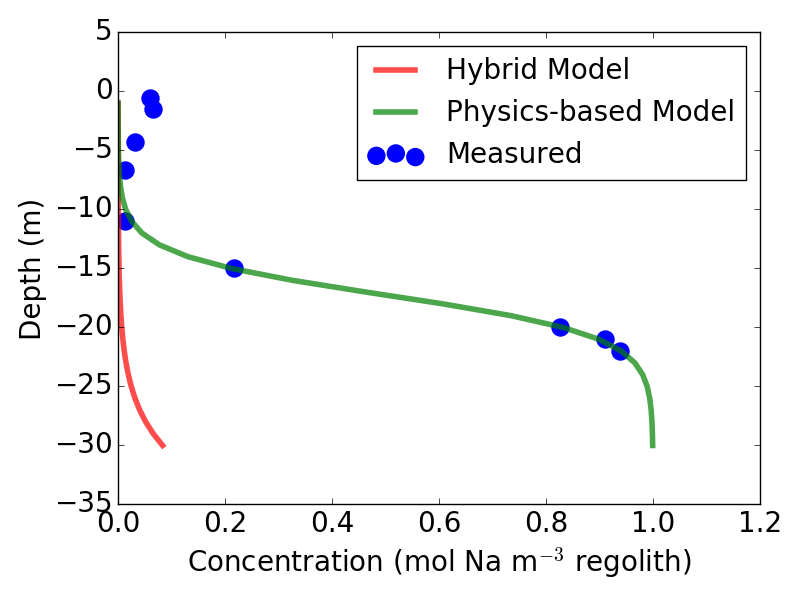 5
0
−5
−10
−15
−20
−25
−30
−35
Depth (m)
0.0 0.2 0.4 0.6 0.8 1.0 1.2
Concentration (mol Na m⁻³ regolith)
Hybrid Model
Physics-based Model
Measured